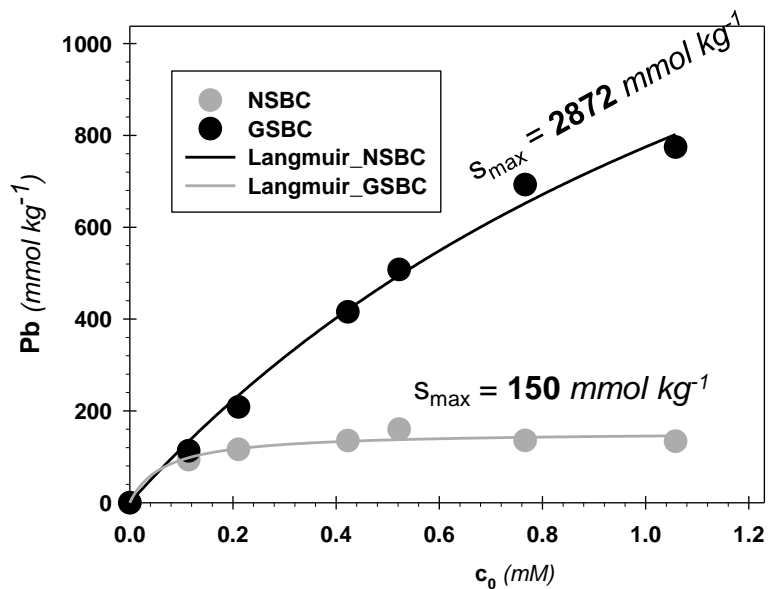 1000
800
600
400
200
0
Pb (mmol kg-1)
NSBC
GSBC
Langmuir_NSBC
Langmuir_GSBC
smax = 2872 mmol kg-1
smax = 150 mmol kg-1
0.0 0.2 0.4 0.6 0.8 1.0 1.2
c0 (mM)